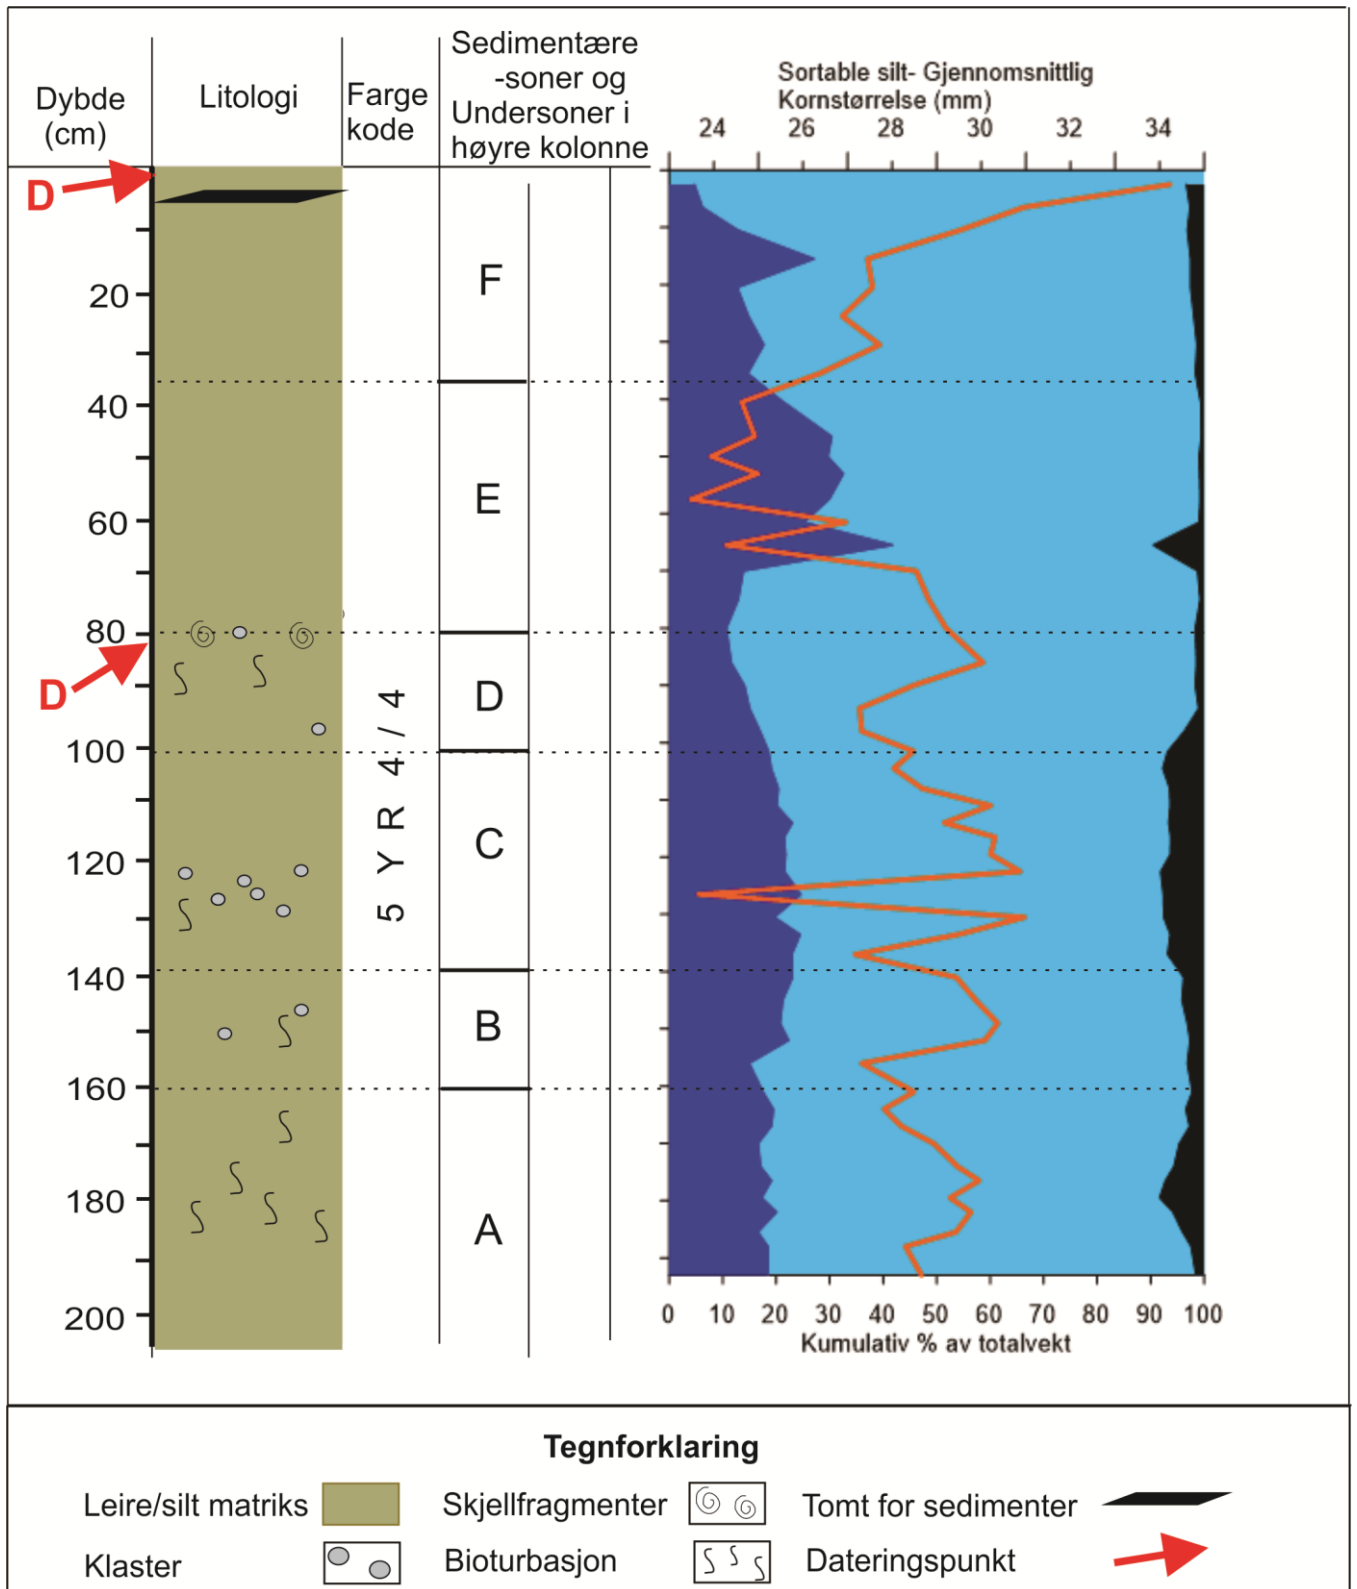 Dybde
(cm)
Litologi
Farge
kode
Sedimentære
-soner og
Undersoner i
høyre kolonne
Sortable silt- Gjennomsnittlig
Kornstørrelse (mm)
24 26 28 30 32 34
D
20
40
60
80
D
100
120
140
160
180
200
5 YR 4/4
F
E
D
C
B
A
0 10 20 30 40 50 60 70 80 90 100
Kumulativ % av totalvekt
Tegnforklaring
Leire/silt matriks
Skjellfragmenter
Tomt for sedimenter
Klaster
Bioturbasjon
Dateringspunkt